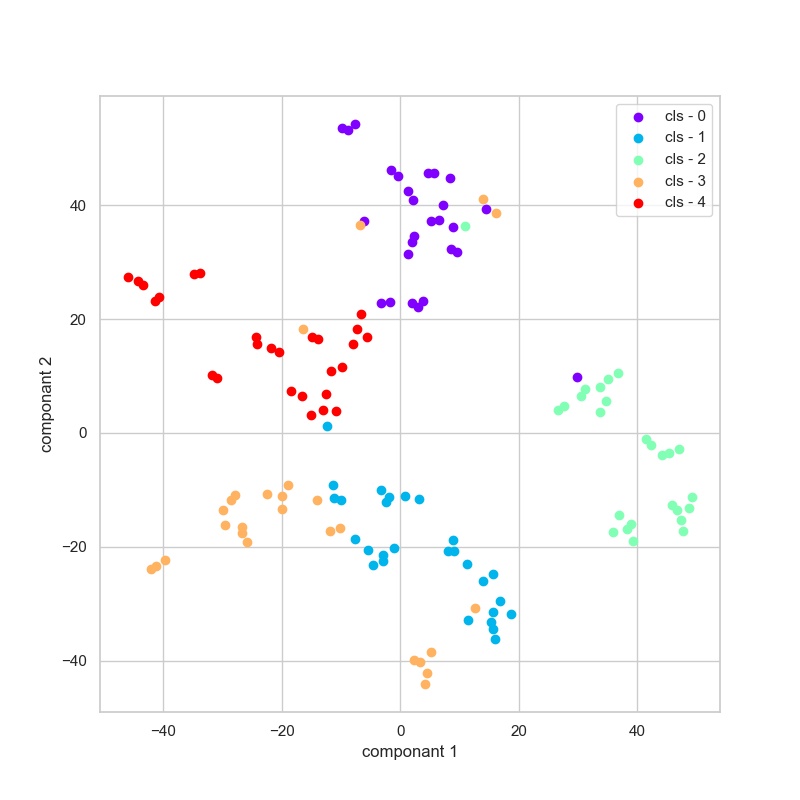 cls - 0
cls - 1
cls - 2
cls - 3
cls - 4
40
20
0
−20
−40
componant 2
−40
−20
0
20
40
componant 1